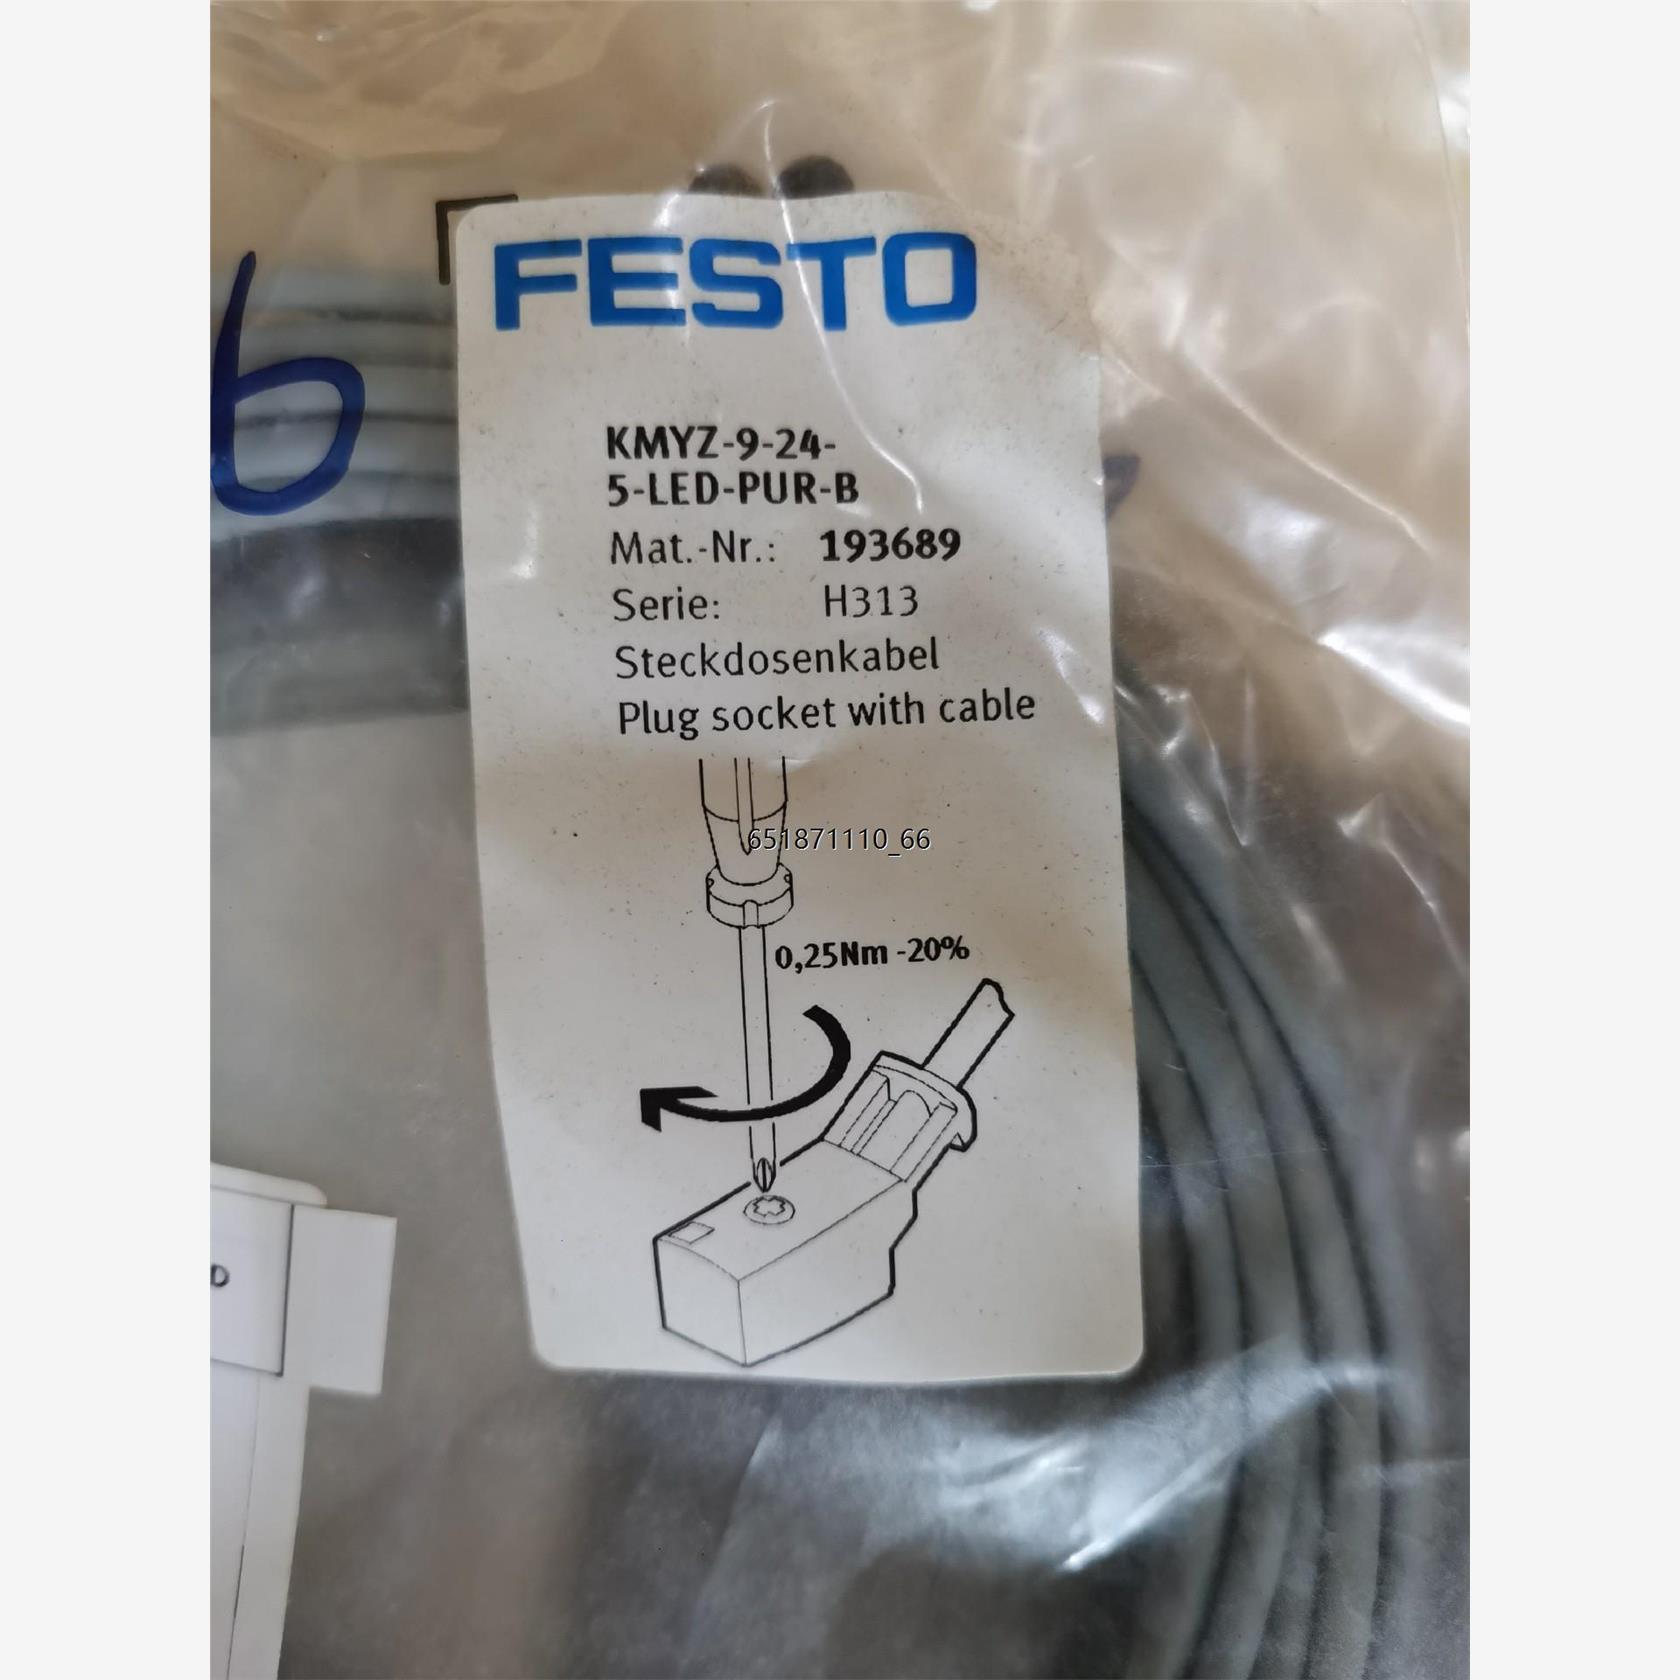 FESTO
6
KMYZ-9-24-
5-LED-PUR-B
Mat.-Nr.: 193689
Serie: H313
Steckdosenkabel
Plug socket with cable
651871110_66
0,25Nm -20%
D